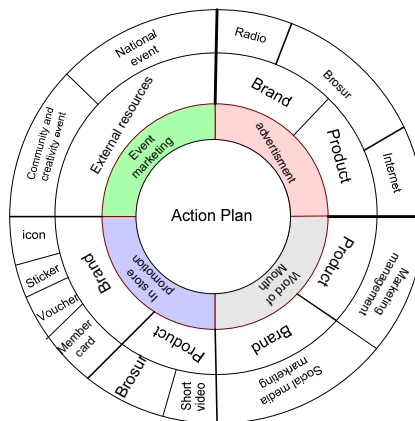 National
event
Radio
Brosur
Internet
Community and
creativity event
External resources
Brand
Product
Event
marketing
advertisment
Action Plan
In store
promotion
Word of
Mouth
icon
Sticker
Voucher
Member
card
Brand
Product
Brosur
Short
video
Brand
Product
Social media
marketing
Marketing
management